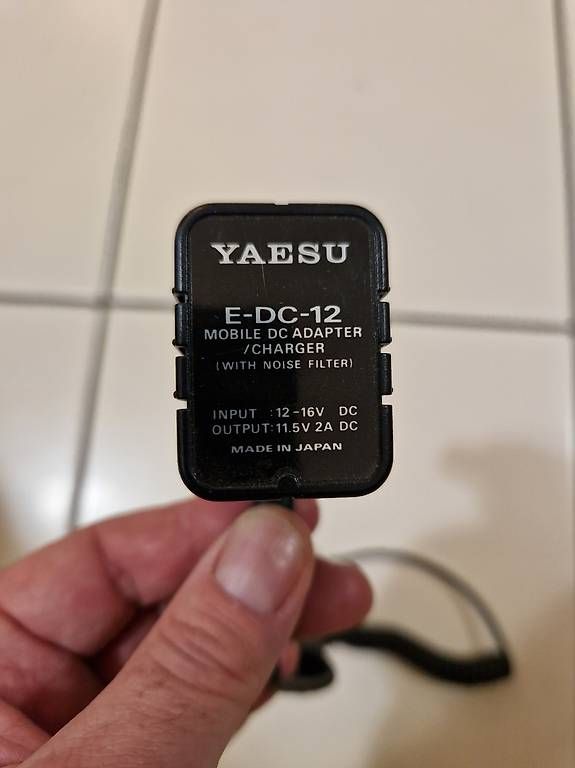 YAESU
E-DC-12
MOBILE DC ADAPTER
/CHARGER
(WITH NOISE FILTER)
INPUT : 12-16V DC
OUTPUT: 11.5V 2A DC
MADE IN JAPAN